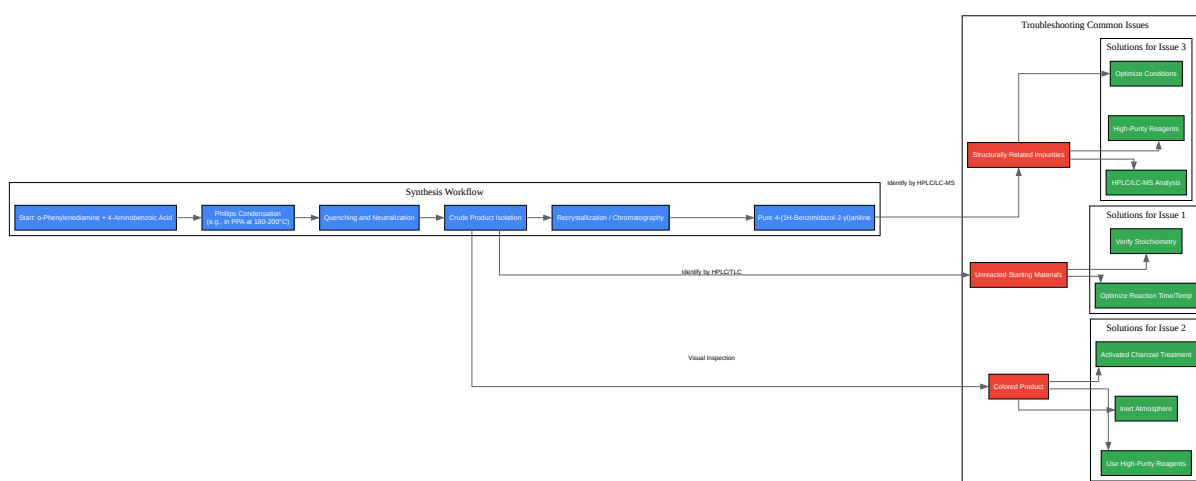 Troubleshooting Common Issues
Solutions for Issue 3
Optimize Conditions
High-Purity Reagents
Structurally Related Impurities
HPLC/LC-MS Analysis
Identify by HPLC/LC-MS
Synthesis Workflow
Start: o-Phenylenediamine + 4-Aminobenzoic Acid
Phillips Condensation
(e.g., in PPA at 180-200°C)
Quenching and Neutralization
Crude Product Isolation
Recrystallization / Chromatography
Pure 4-(1H-Benzimidazol-2-yl)aniline
Solutions for Issue 1
Verify Stoichiometry
Identify by HPLC/TLC
Unreacted Starting Materials
Optimize Reaction Time/Temp
Solutions for Issue 2
Visual Inspection
Activated Charcoal Treatment
Colored Product
Inert Atmosphere
Use High-Purity Reagents